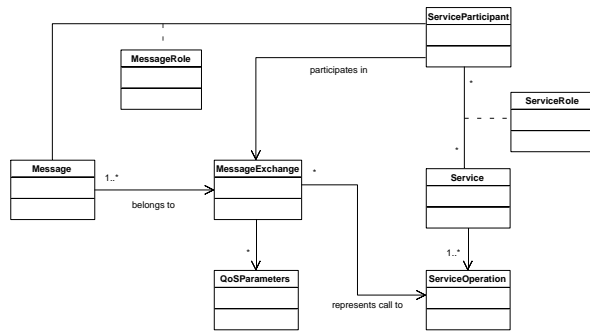 ServiceParticipant
MessageRole
participates in
*
ServiceRole
*
Message
1..*
belongs to
MessageExchange
*
Service
*
1..*
QoSParameters
ServiceOperation
represents call to